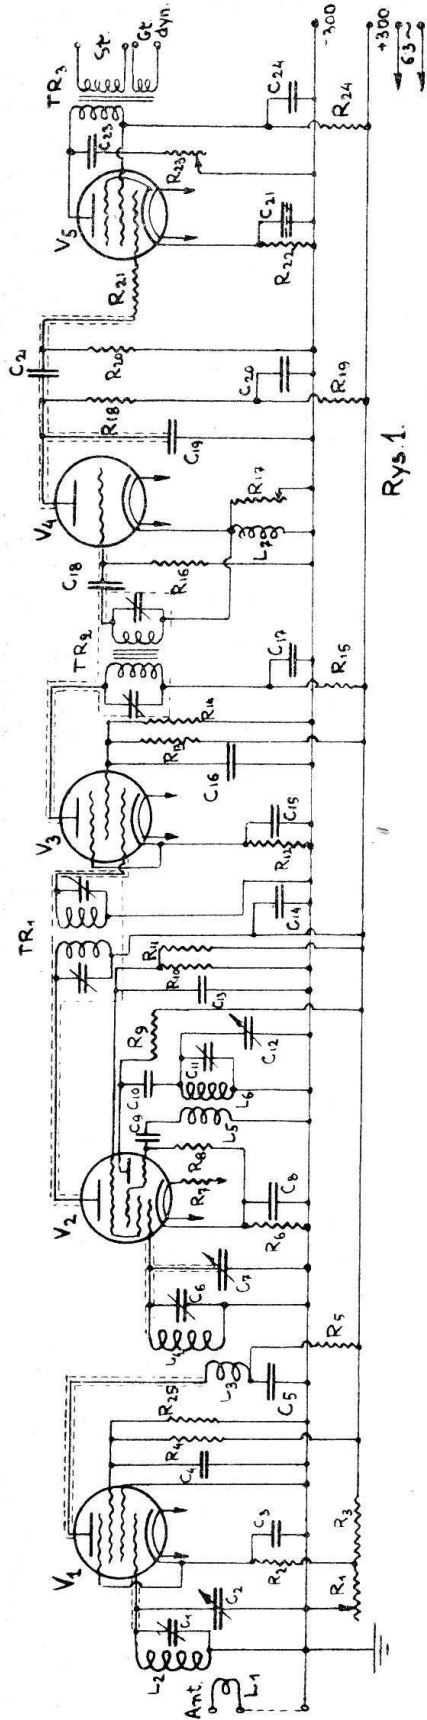 Ant.
L1
L2
C1
C2
V1
R1
R2
C3
R3
C4
R4
R25
L3
C5
R5
L4
C6
C7
V2
R6
C8
R7
R8
C9
C10
L5
L6
C11
C12
R9
C13
R10
R11
TR1
C14
V3
R12
C15
C16
R13
R14
TR2
C17
R15
C18
R16
V4
L7
R17
C19
R18
C20
R19
R20
C21
R21
V5
R22
C21
C23
R23
TR3
Gt.
dyn.
C24
R24
-300
+300
6.3~
Rys.1.